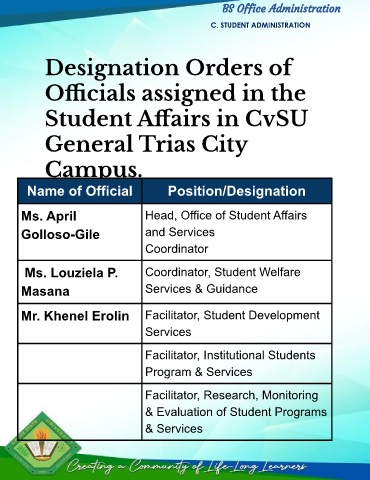 BS Office Administration
C. STUDENT ADMINISTRATION
Designation Orders of
Officials assigned in the
Student Affairs in CvSU
General Trias City
Campus.
Name of Official Position/Designation
Ms. April
Golloso-Gile
Head, Office of Student Affairs
and Services
Coordinator
Ms. Louziela P.
Masana
Coordinator, Student Welfare
Services & Guidance
Mr. Khenel Erolin
Facilitator, Student Development
Services
Facilitator, Institutional Students
Program & Services
Facilitator, Research, Monitoring
& Evaluation of Student Programs
& Services
Creating a Community of Life-Long Learners